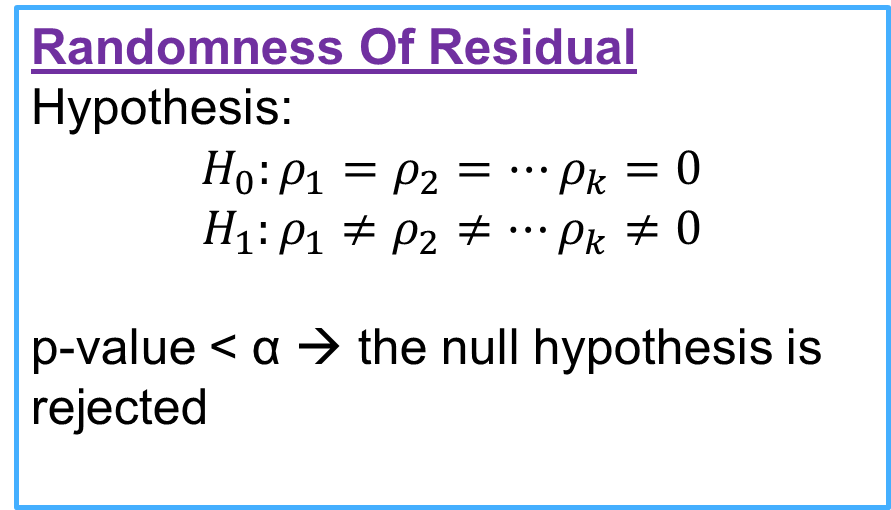 Randomness Of Residual
Hypothesis:
H₀: ρ₁ = ρ₂ = ⋯ ρₖ = 0
H₁: ρ₁ ≠ ρ₂ ≠ ⋯ ρₖ ≠ 0
p-value < α → the null hypothesis is
rejected